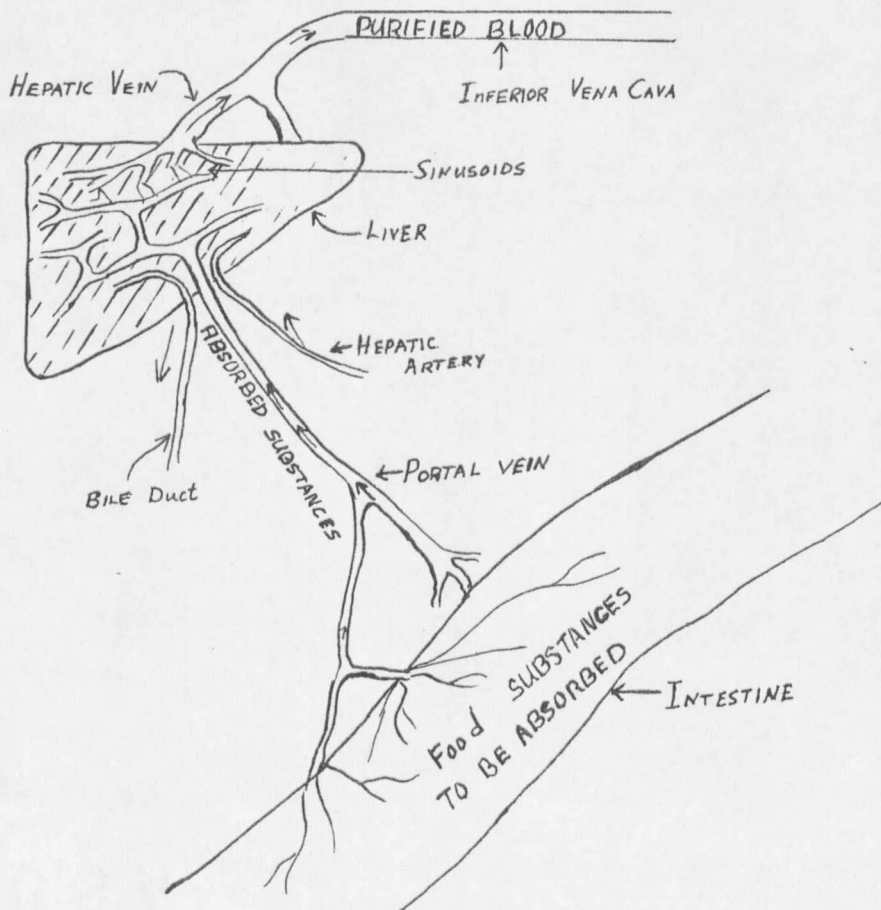 PURIFIED BLOOD
HEPATIC VEIN
INFERIOR VENA CAVA
SINUSOIDS
LIVER
HEPATIC
ARTERY
ABSORBED SUBSTANCES
PORTAL VEIN
BILE Duct
Food SUBSTANCES
TO BE ABSORBED
INTESTINE